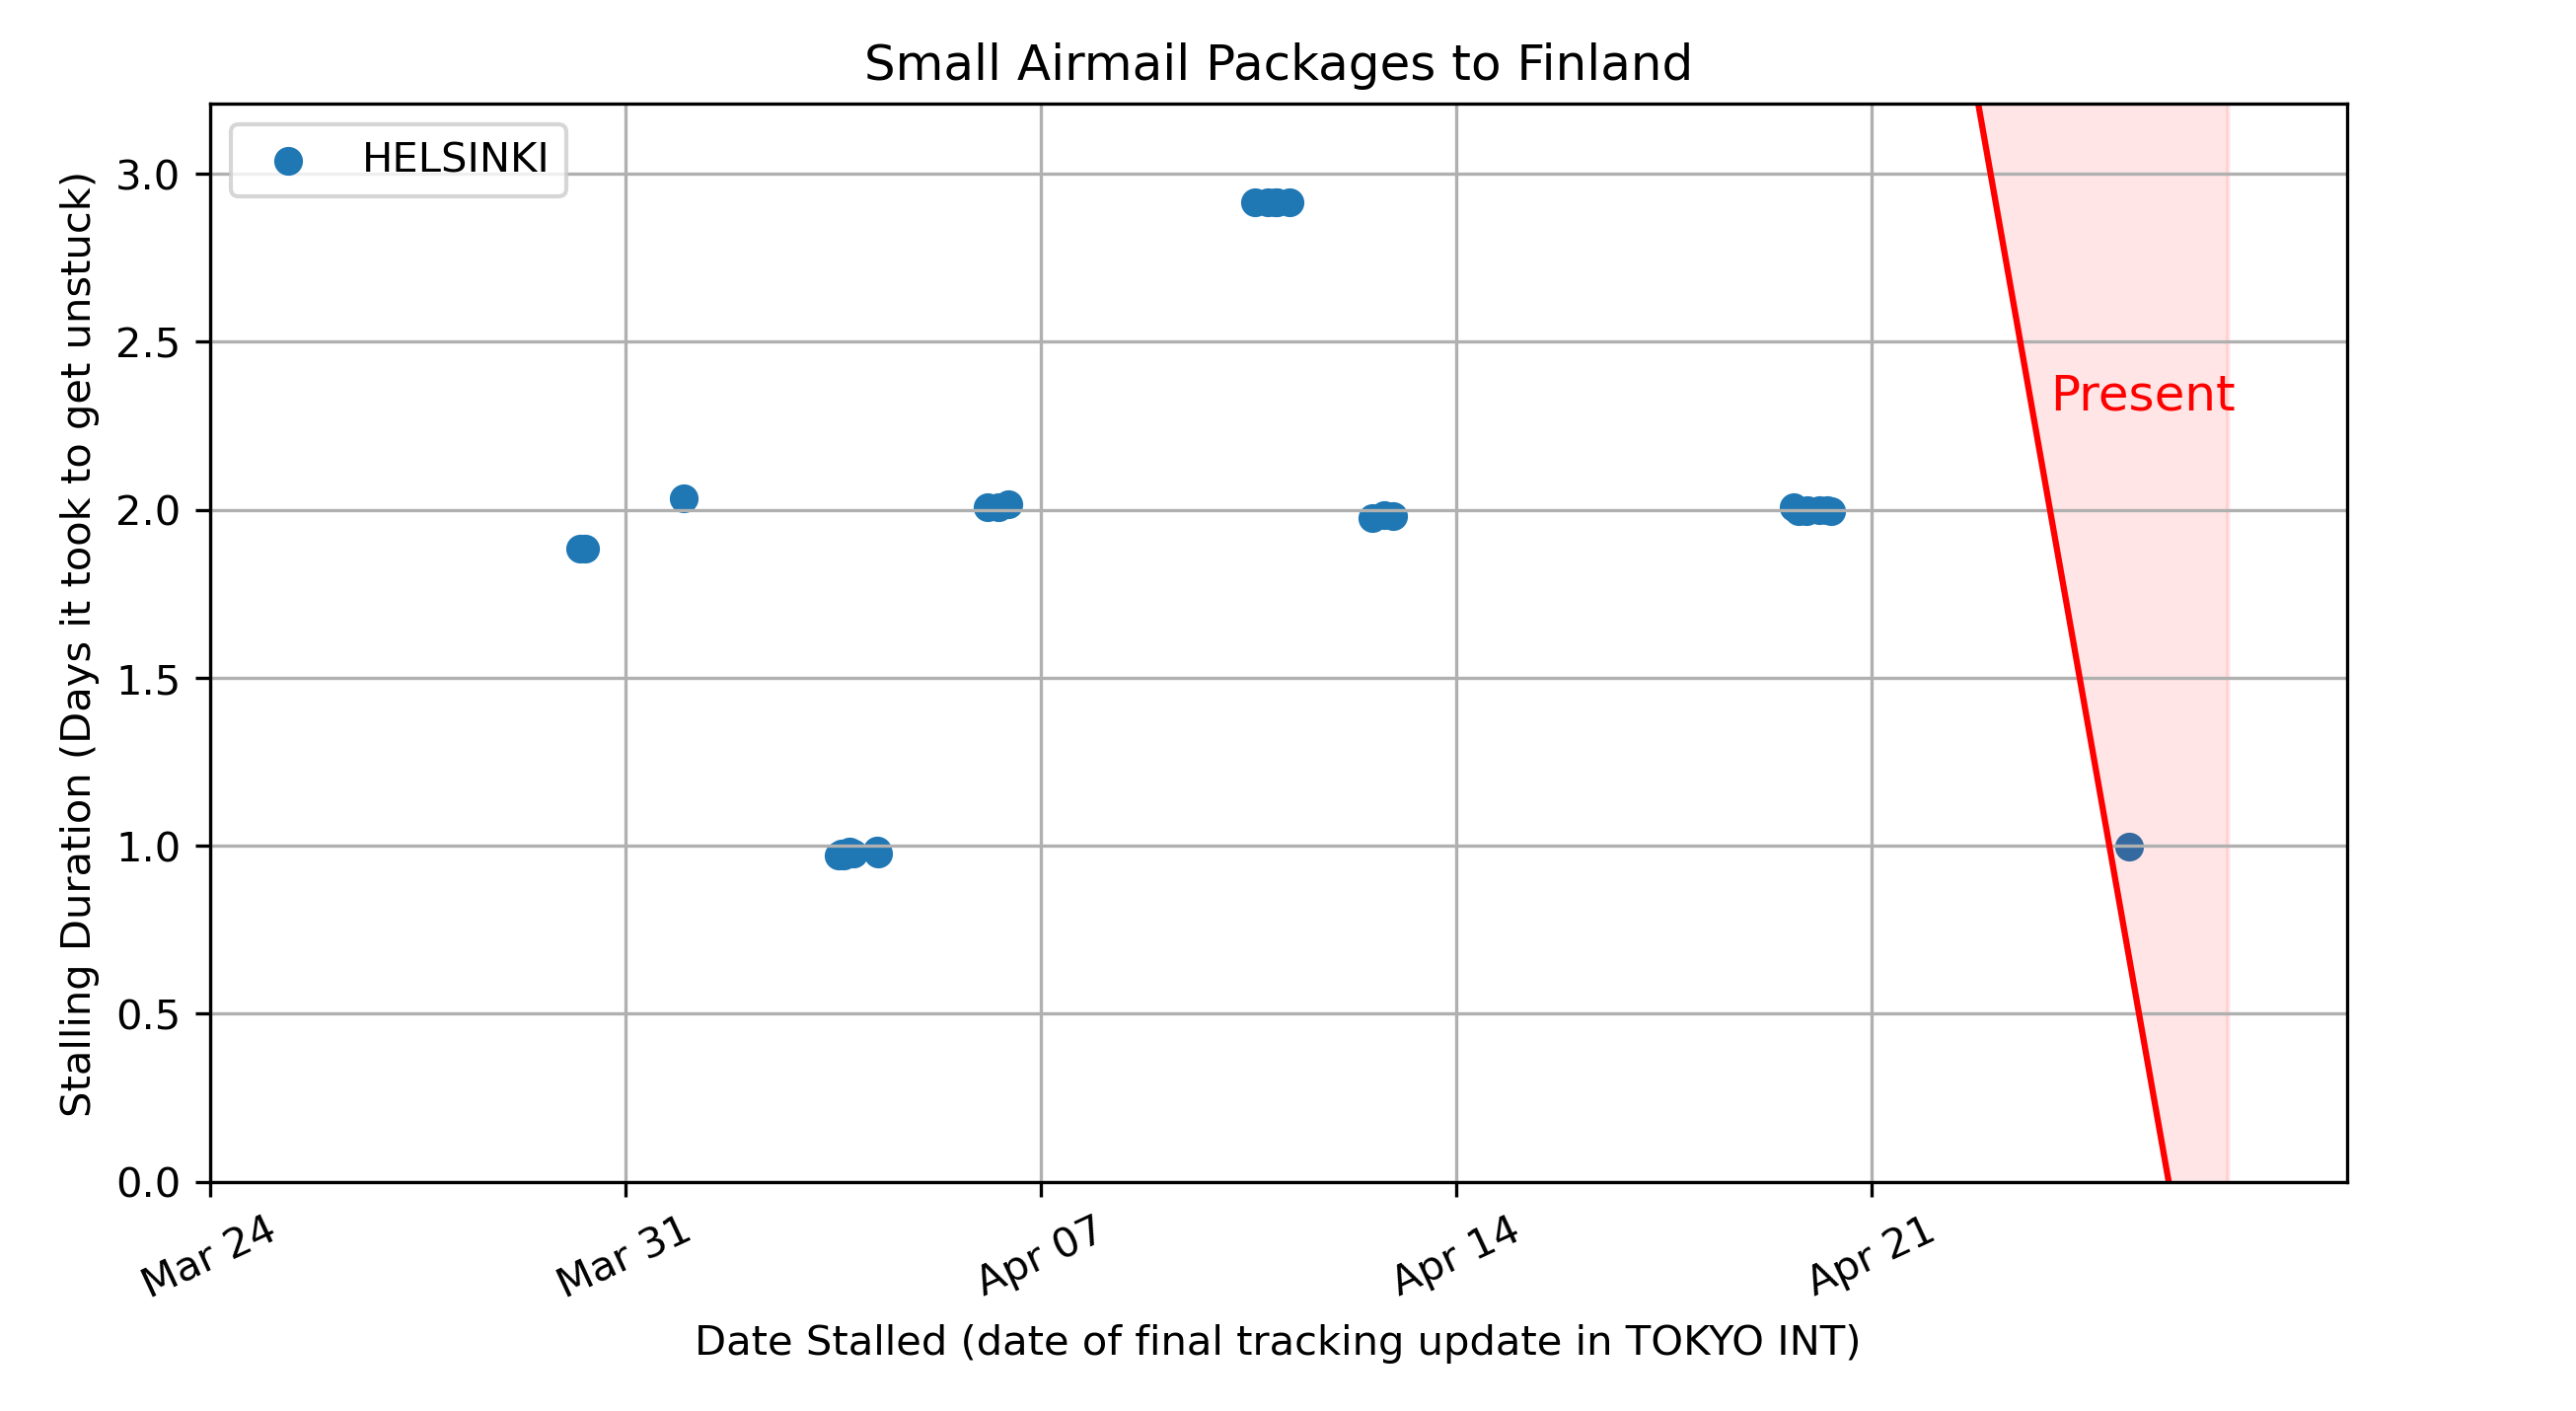 Small Airmail Packages to Finland
HELSINKI
Present
Stalling Duration (Days it took to get unstuck)
3.0
2.5
2.0
1.5
1.0
0.5
0.0
Mar 24
Mar 31
Apr 07
Apr 14
Apr 21
Date Stalled (date of final tracking update in TOKYO INT)